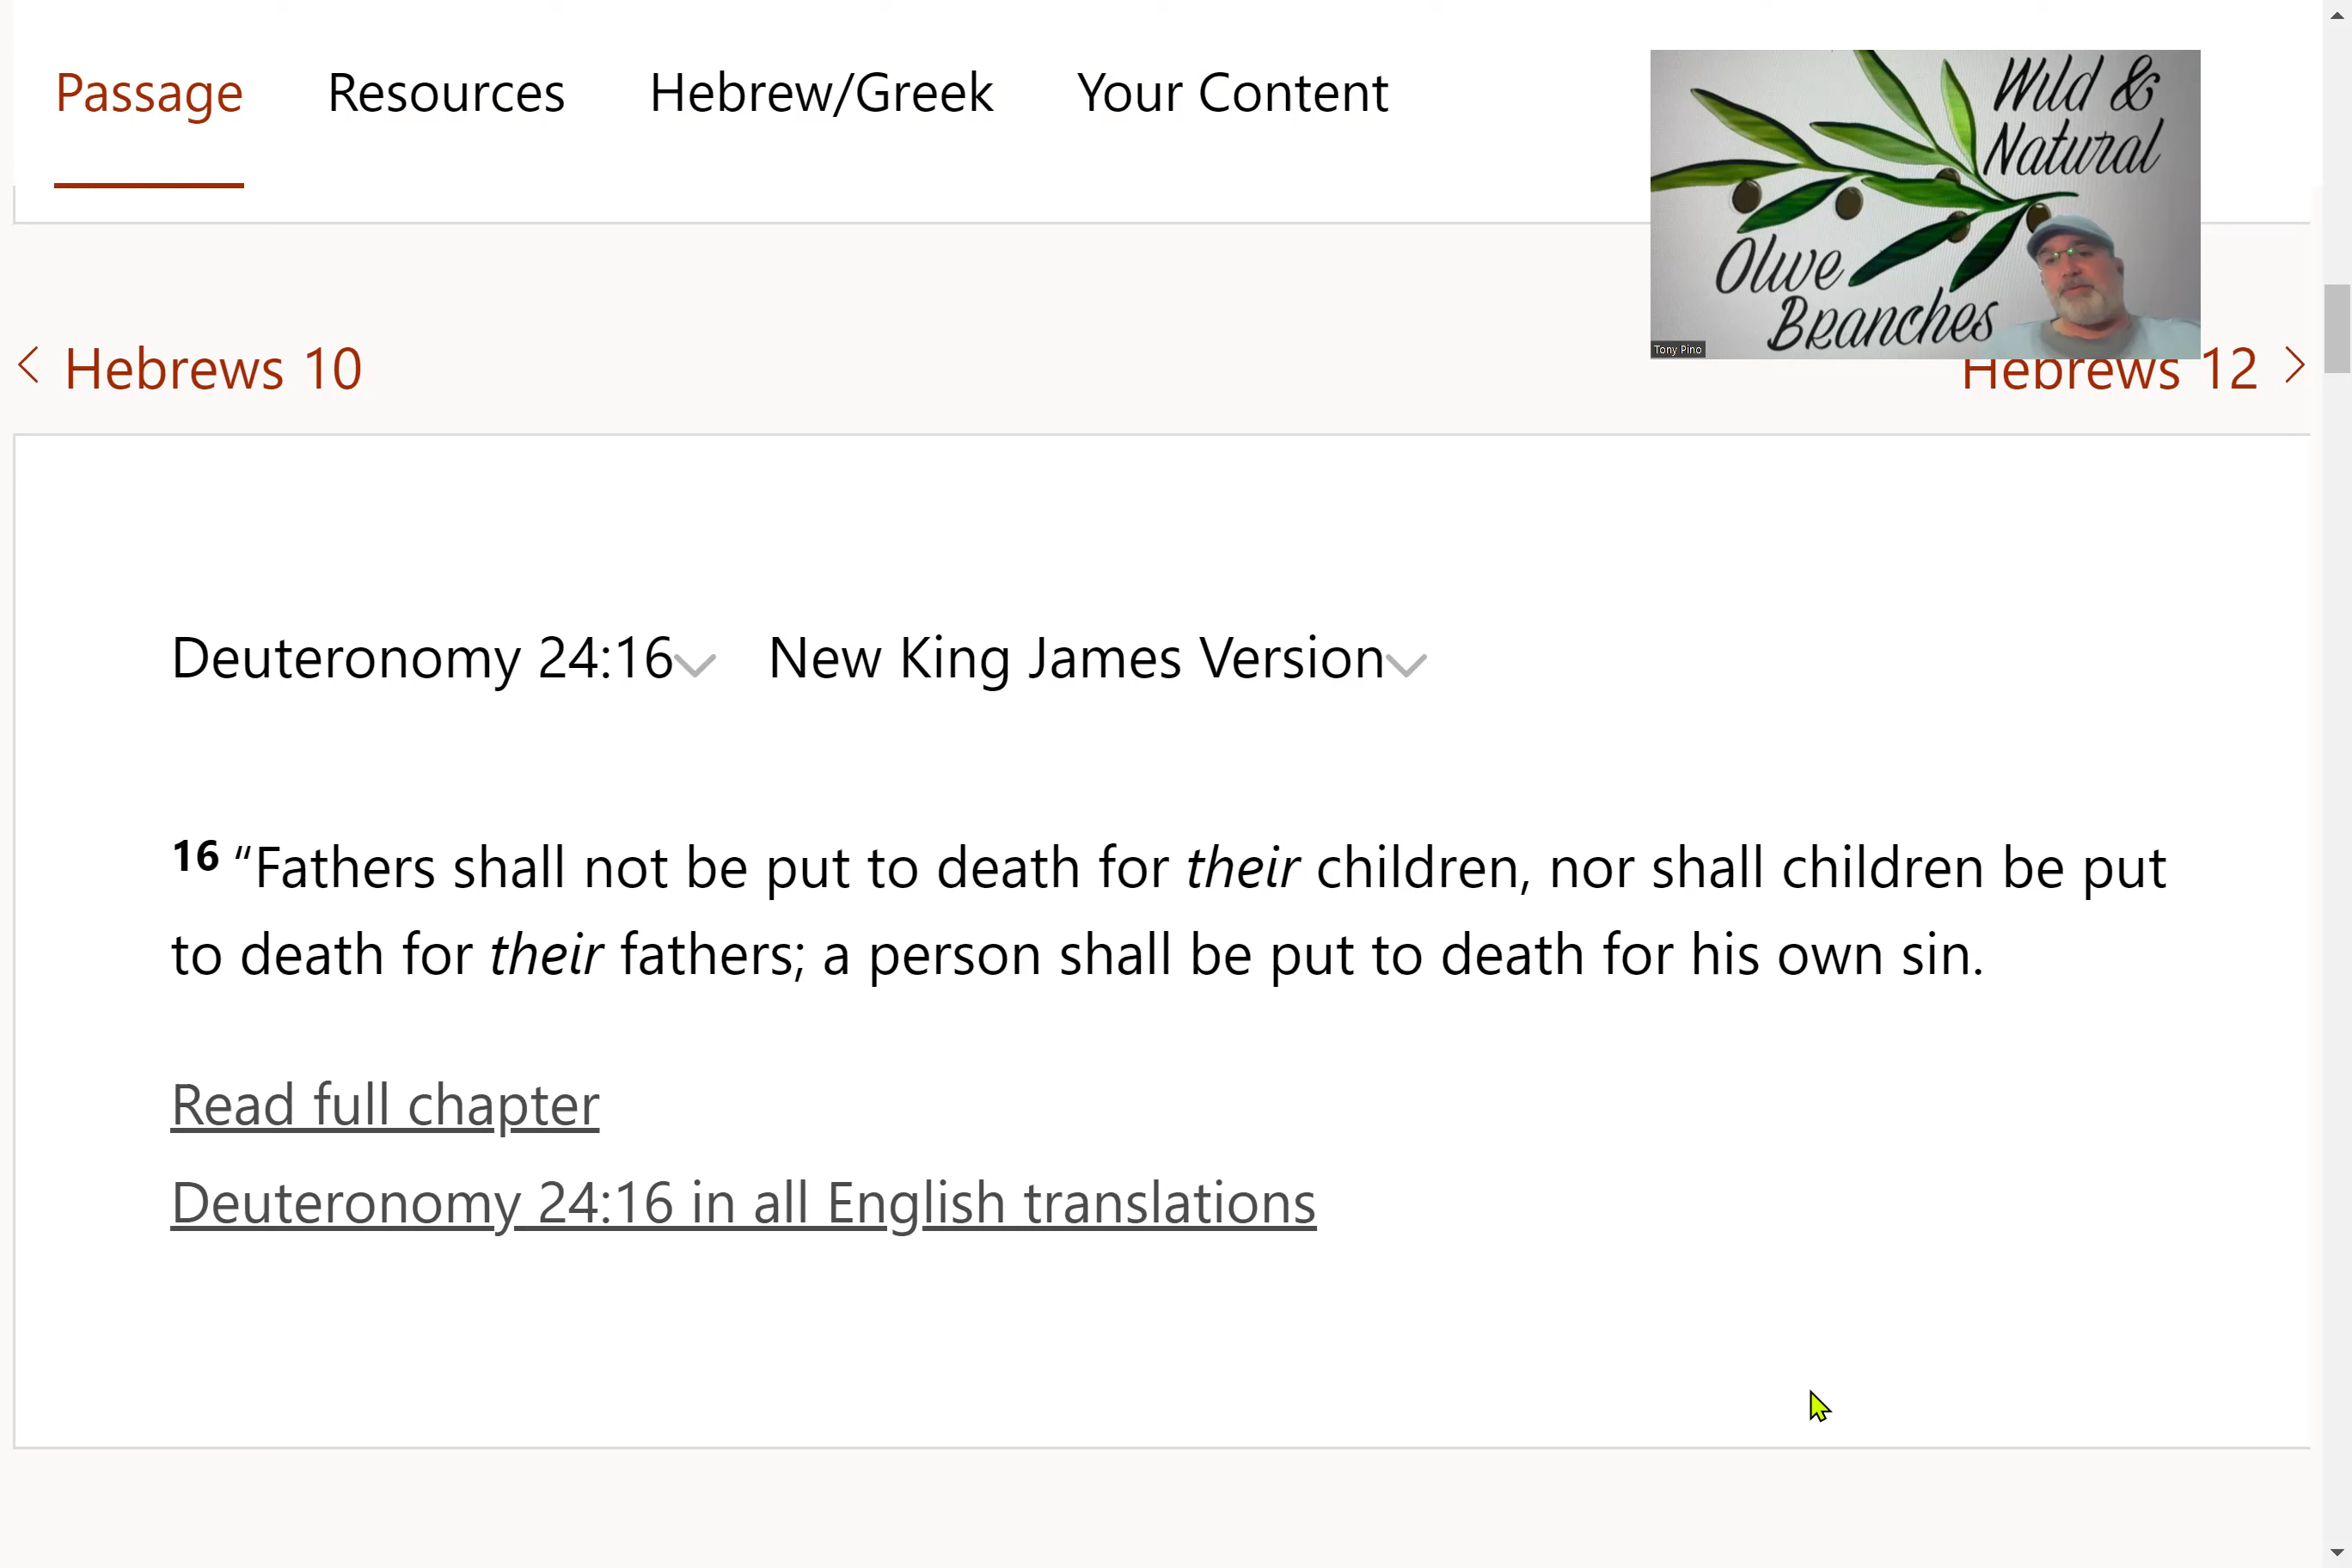 Passage Resources Hebrew/Greek Your Content
Wild &
Natural
Olive
Branches
Tony Pino
Hebrews 10
Hebrews 12
Deuteronomy 24:16 New King James Version
16 “Fathers shall not be put to death for their children, nor shall children be put
to death for their fathers; a person shall be put to death for his own sin.
Read full chapter
Deuteronomy 24:16 in all English translations